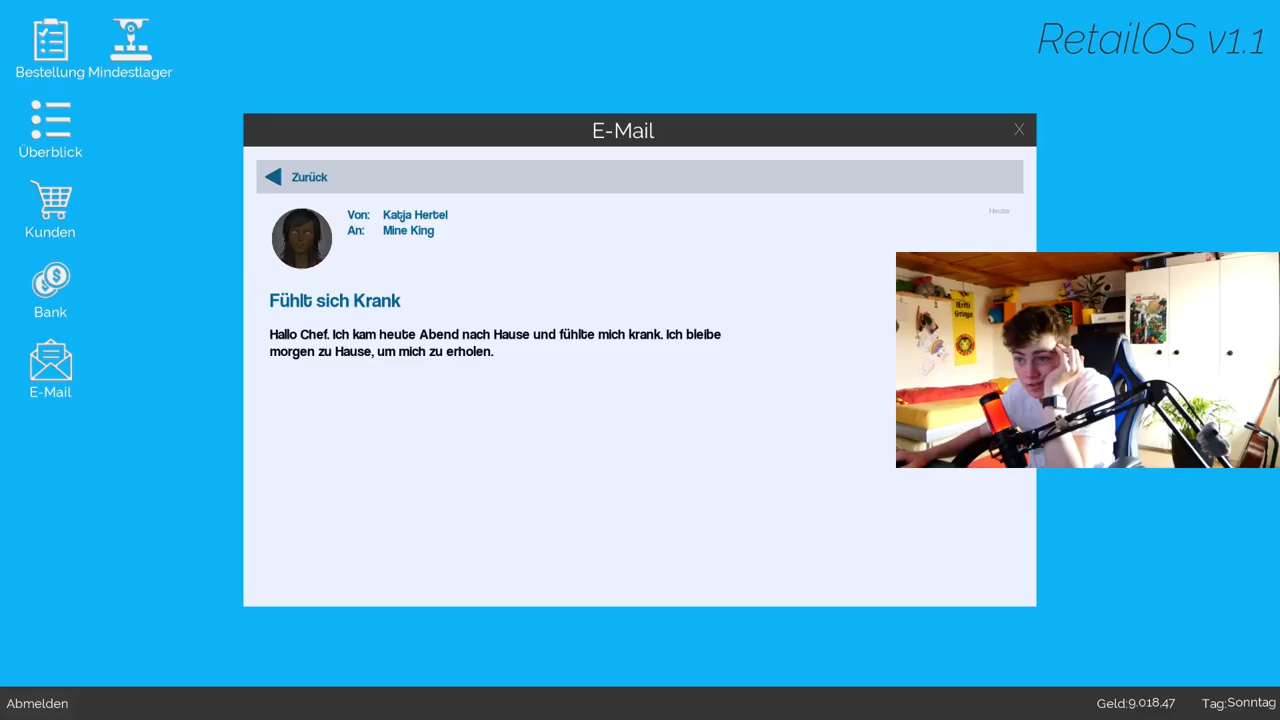 Bestellung Mindestlager
RetailOS v1.1
E-Mail X
Zurück
Überblick
Von: Katja Hertel
Heute
An: Mine King
Kunden
Fühlt sich Krank
Bank
Hallo Chef. Ich kam heute Abend nach Hause und fühlte mich krank. Ich bleibe
morgen zu Hause, um mich zu erholen.
E-Mail
Abmelden
Geld:9.018,47 Tag:Sonntag